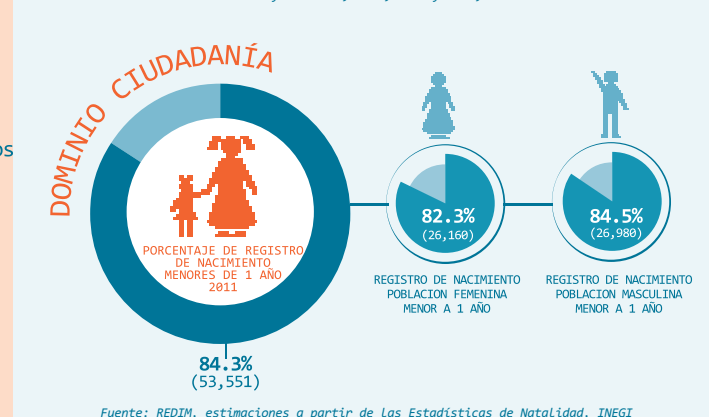 DOMINIO CIUDADANÍA
os
PORCENTAJE DE REGISTRO
DE NACIMIENTO
MENORES DE 1 AÑO
2011
84.3%
(53,551)
82.3%
(26,160)
REGISTRO DE NACIMIENTO
POBLACION FEMENINA
MENOR A 1 AÑO
84.5%
(26,980)
REGISTRO DE NACIMIENTO
POBLACION MASCULINA
MENOR A 1 AÑO
Fuente: REDIM, estimaciones a partir de las Estadísticas de Natalidad, INEGI